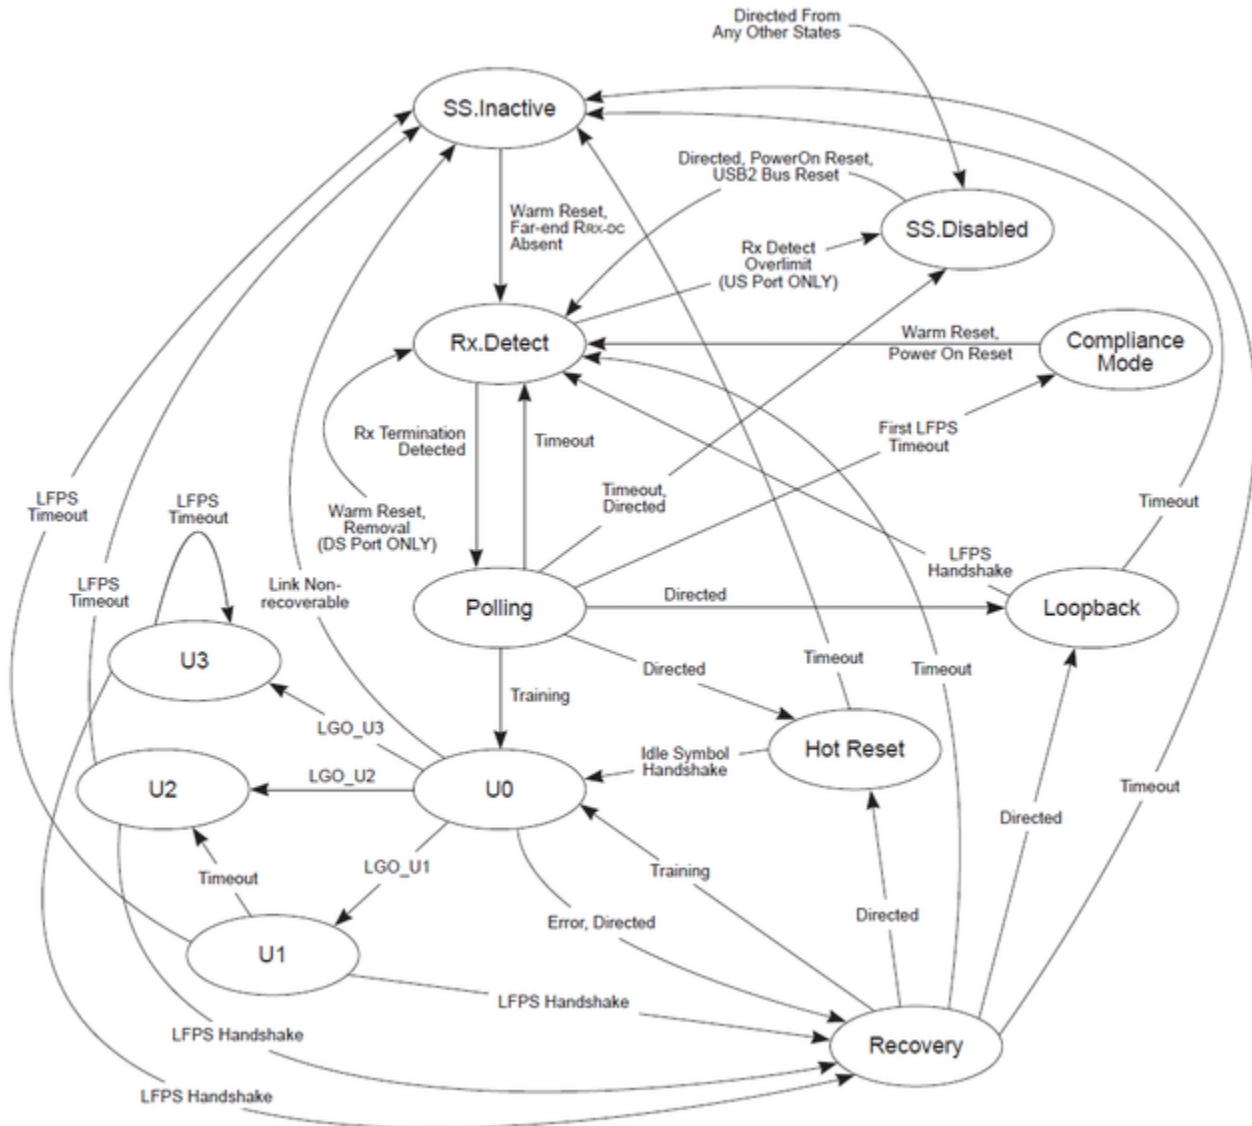 Directed From
Any Other States
SS.Inactive
Directed, PowerOn Reset,
USB2 Bus Reset
Warm Reset,
Far-end RRX-DC
Absent
SS.Disabled
Rx Detect
Overlimit
(US Port ONLY)
Rx.Detect
Warm Reset,
Power On Reset
Compliance
Mode
Rx Termination
Detected
Timeout
First LFPS
Timeout
LFPS
Timeout
LFPS
Timeout
Warm Reset,
Removal
(DS Port ONLY)
Timeout,
Directed
Timeout
LFPS
Timeout
Link Non-
recoverable
Polling
Directed
LFPS
Handshake
Loopback
U3
Training
Directed
Timeout
Timeout
LGO_U3
Idle Symbol
Handshake
Hot Reset
U2
LGO_U2
U0
Timeout
LGO_U1
Timeout
Training
Directed
Error, Directed
Directed
U1
LFPS Handshake
LFPS Handshake
Recovery
LFPS Handshake